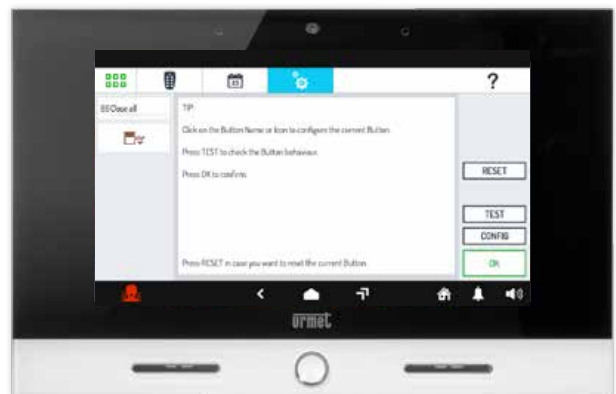 ?
Close all
TIP:
Click on the Button Name or Icon to configure the current Button.
Press TEST to check the Button behaviour.
Press OK to confirm.
RESET
TEST
CONFIG
Press RESET in case you want to reset the current Button.
OK
urmet